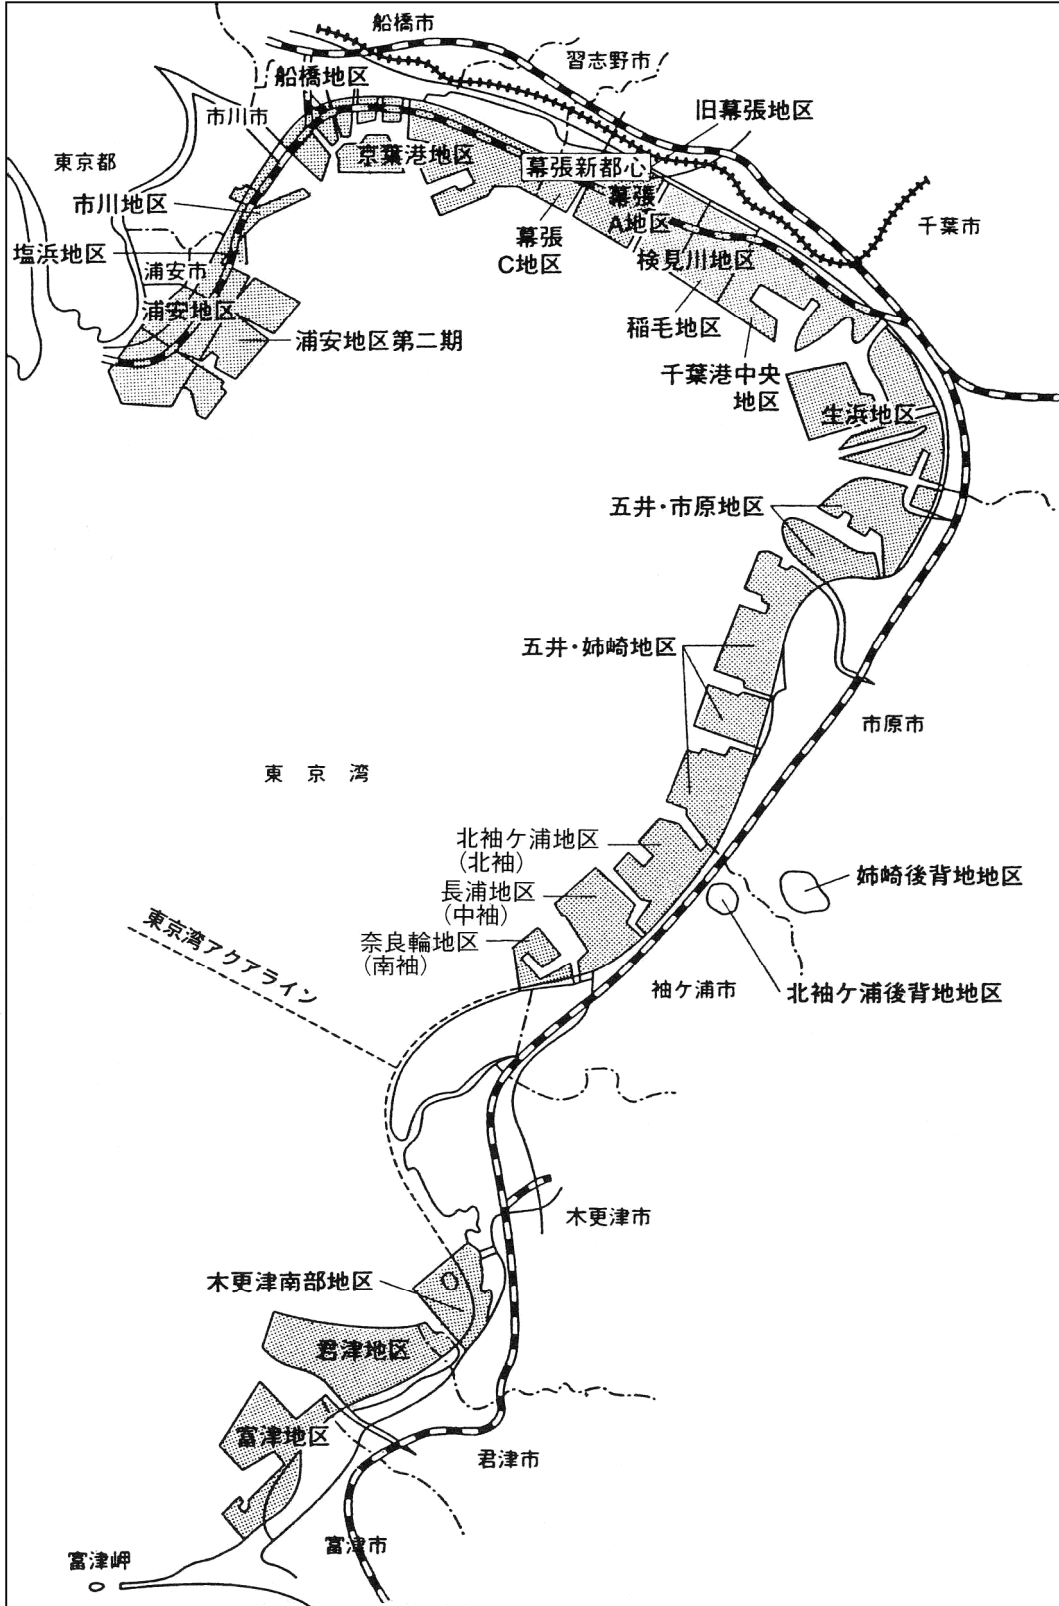 船橋市
習志野市
船橋地区
市川市
旧幕張地区
東京都
京葉港地区
幕張新都心
市川地区
幕張
A地区
千葉市
塩浜地区
幕張
C地区
検見川地区
浦安市
浦安地区
稲毛地区
浦安地区第二期
千葉港中央
地区
生浜地区
五井・市原地区
五井・姉崎地区
市原市
東京湾
北袖ケ浦地区
(北袖)
姉崎後背地地区
長浦地区
(中袖)
東京湾アクアライン
奈良輪地区
(南袖)
袖ケ浦市
北袖ケ浦後背地地区
木更津市
木更津南部地区
君津地区
富津地区
君津市
富津市
富津岬